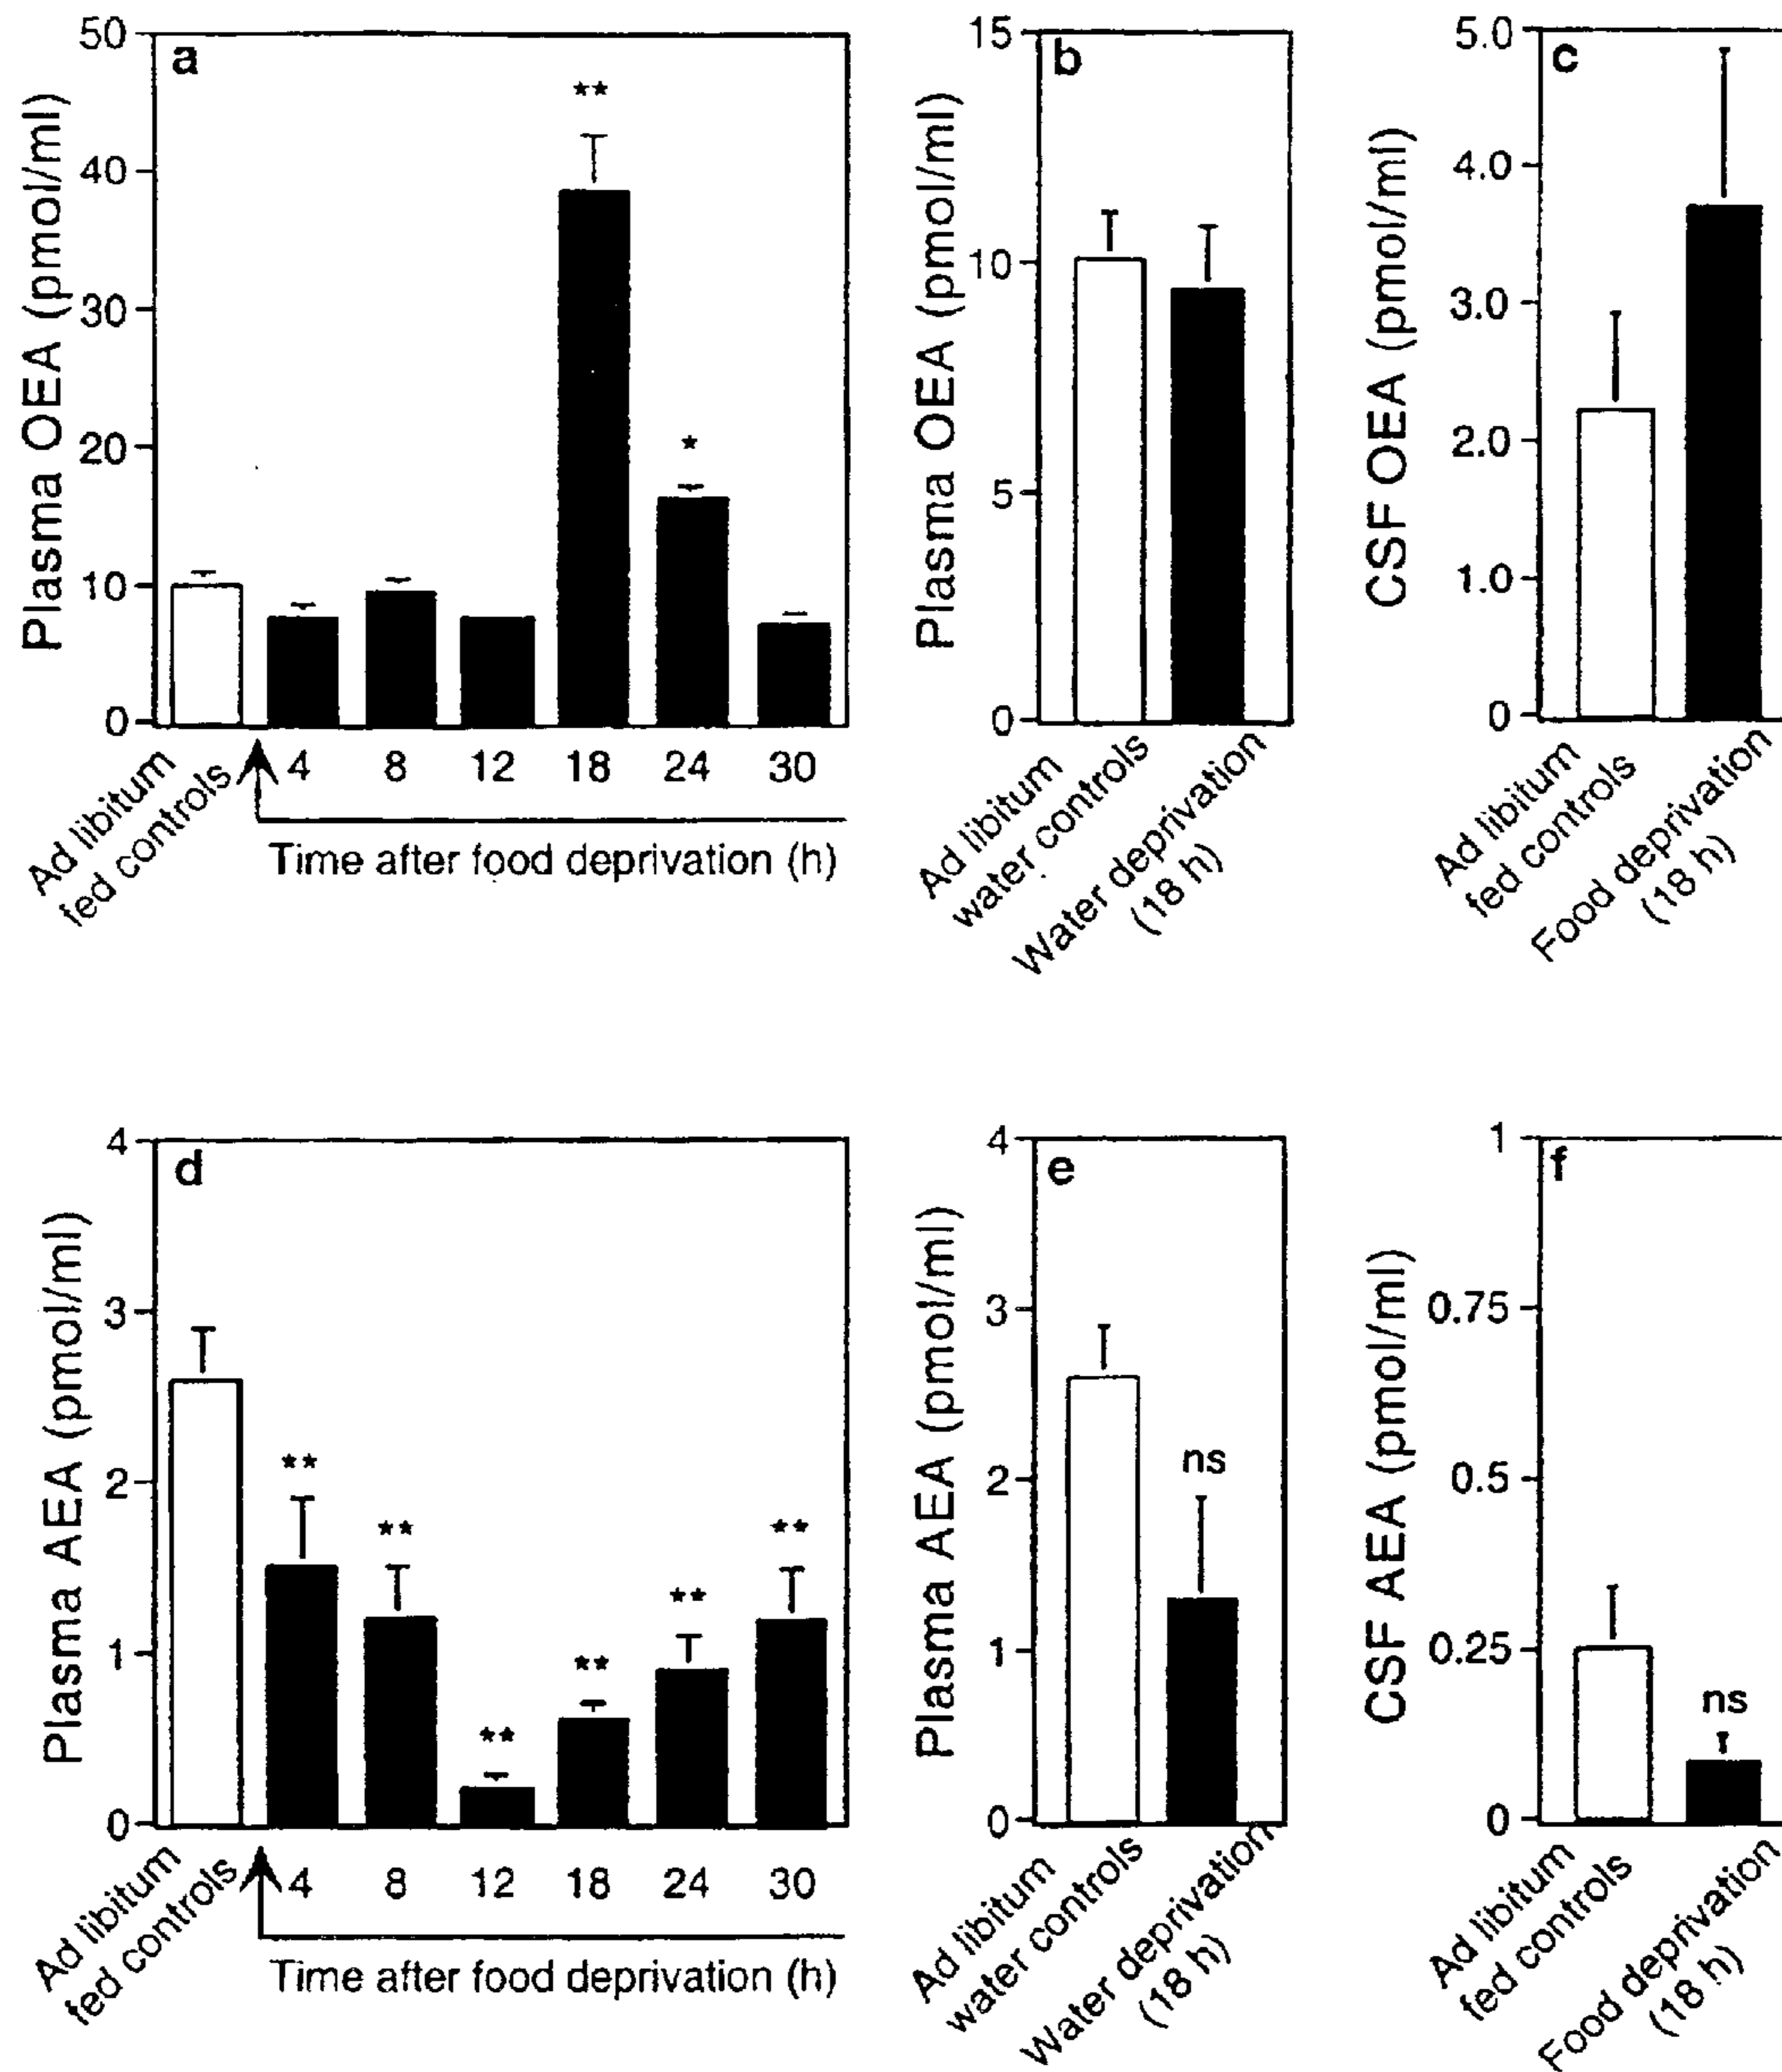 a
Plasma OEA (pmol/ml)
50
40
30
20
10
0
**
*
Ad libitum
fed controls
4 8 12 18 24 30
Time after food deprivation (h)
b
Plasma OEA (pmol/ml)
15
10
5
0
Ad libitum
water controls
Water deprivation
(18 h)
c
CSF OEA (pmol/ml)
5.0
4.0
3.0
2.0
1.0
0
Ad libitum
fed controls
Food deprivation
(18 h)
d
Plasma AEA (pmol/ml)
4
3
2
1
0
**
**
**
**
**
**
Ad libitum
fed controls
4 8 12 18 24 30
Time after food deprivation (h)
e
Plasma AEA (pmol/ml)
4
3
2
1
0
ns
Ad libitum
water controls
Water deprivation
(18 h)
f
CSF AEA (pmol/ml)
1
0.75
0.5
0.25
0
ns
Ad libitum
fed controls
Food deprivation
(18 h)